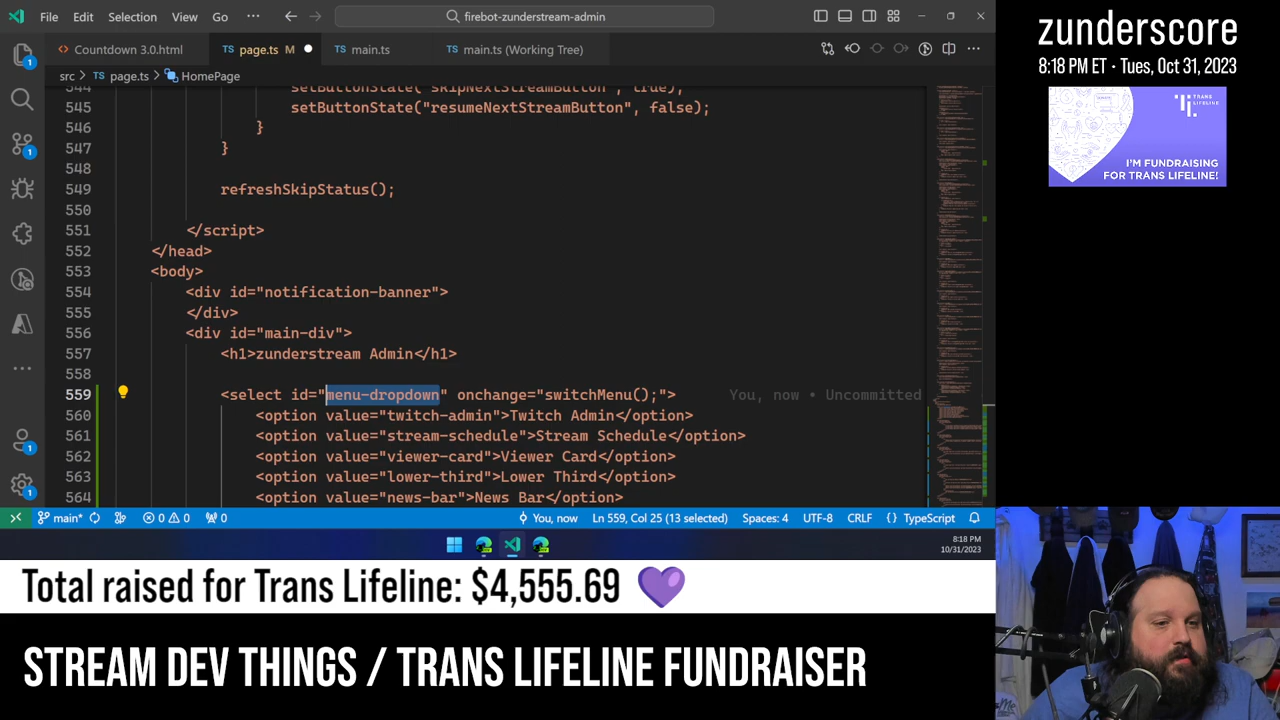 File Edit Selection View Go ··· firebot-zunderstream-admin
Countdown 3.0.html TS page.ts M TS main.ts TS main.ts (Working Tree) ···
src > TS page.ts > HomePage
544 setButtonState("skipNextStreamButton", true);
545 setButtonState("resumeNextStreamButton", false);
546 }
547 }
548
549 refreshSkipStatus();
550
551 </script>
552 </head>
553 <body>
554 <div id="notification-banner">
555 </div>
556 <div id="main-div">
557 <h1>Zunderstream Admin</h1>
558
559 <select id="menu-dropdown" onchange="switchMenu();"> You, now • Uncommitted
560 <option value="twitch-admin">Twitch Admin</option>
561 <option value="stream-schedule">Stream Schedule</option>
562 <option value="viewer-card">Viewer Card</option>
563 <option value="lower-third">Lower Third</option>
564 <option value="news-bar">News Bar</option>
main* 0 0 0 You, now Ln 559, Col 25 (13 selected) Spaces: 4 UTF-8 CRLF { } TypeScript
8:18 PM
10/31/2023
Total raised for Trans Lifeline: $4,555.69 💜
STREAM DEV THINGS / TRANS LIFELINE FUNDRAISER
zunderscore
8:18 PM ET · Tues, Oct 31, 2023
TRANS
LIFELINE
I'M FUNDRAISING
FOR TRANS LIFELINE!